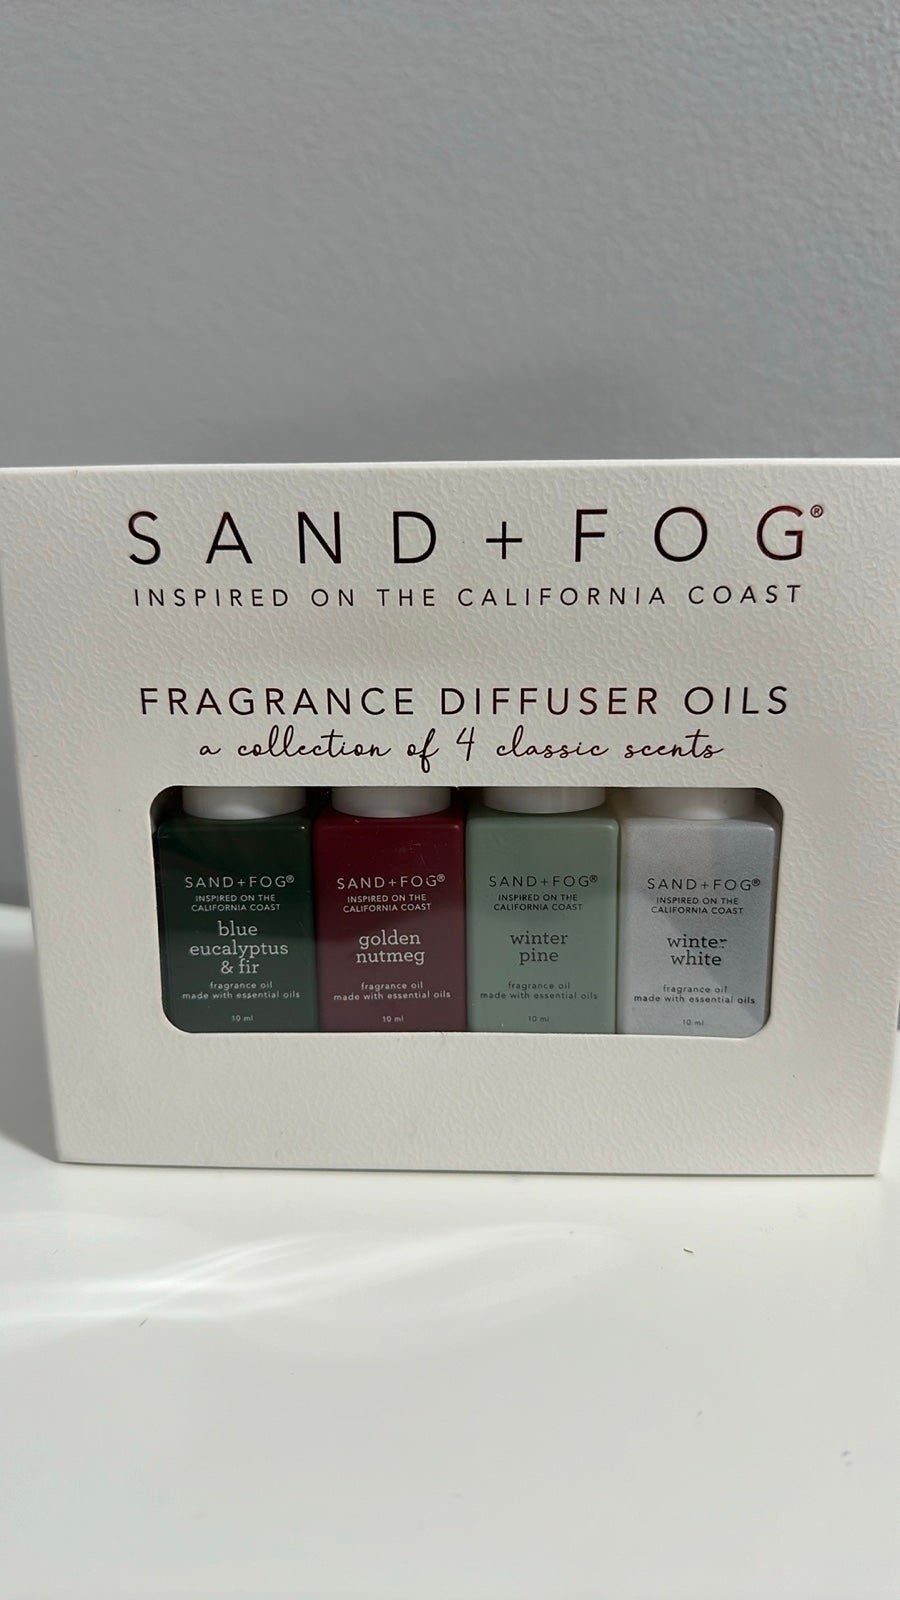 SAND+FOG®
INSPIRED ON THE CALIFORNIA COAST
FRAGRANCE DIFFUSER OILS
a collection of 4 classic scents
SAND+FOG®
INSPIRED ON THE
CALIFORNIA COAST
blue
eucalyptus
& fir
fragrance oil
made with essential oils
10 ml
SAND+FOG®
INSPIRED ON THE
CALIFORNIA COAST
golden
nutmeg
fragrance oil
made with essential oils
10 ml
SAND+FOG®
INSPIRED ON THE
CALIFORNIA COAST
winter
pine
fragrance oil
made with essential oils
10 ml
SAND+FOG®
INSPIRED ON THE
CALIFORNIA COAST
winter
white
fragrance oil
made with essential oils
10 ml